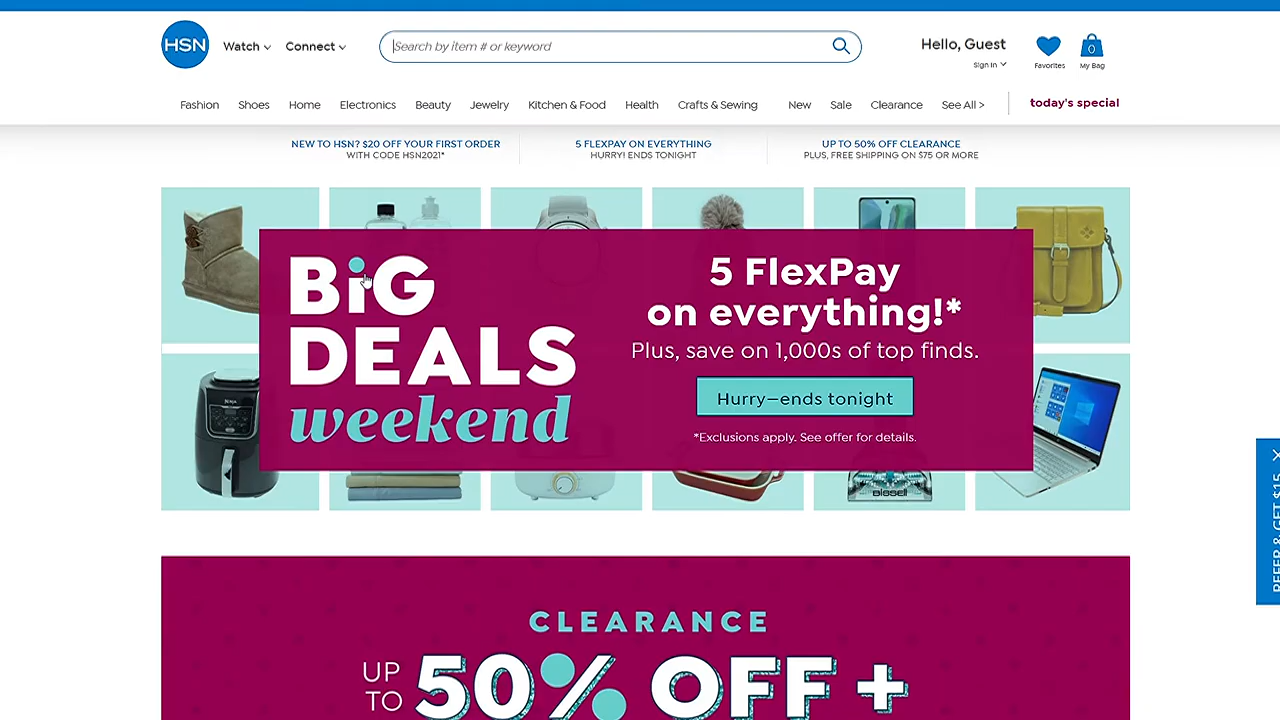 HSN
Watch
Connect
Search by item # or keyword
Hello, Guest
Sign In
Favorites
0
My Bag
Fashion Shoes Home Electronics Beauty Jewelry Kitchen & Food Health Crafts & Sewing New Sale Clearance See All > today's special
NEW TO HSN? $20 OFF YOUR FIRST ORDER
WITH CODE HSN2021*
5 FLEXPAY ON EVERYTHING
HURRY! ENDS TONIGHT
UP TO 50% OFF CLEARANCE
PLUS, FREE SHIPPING ON $75 OR MORE
BiG
DEALS
weekend
5 FlexPay
on everything!*
Plus, save on 1,000s of top finds.
Hurry—ends tonight
*Exclusions apply. See offer for details.
NINJA
BISSELL
REFER & GET $15
CLEARANCE
UP
TO
50% OFF +